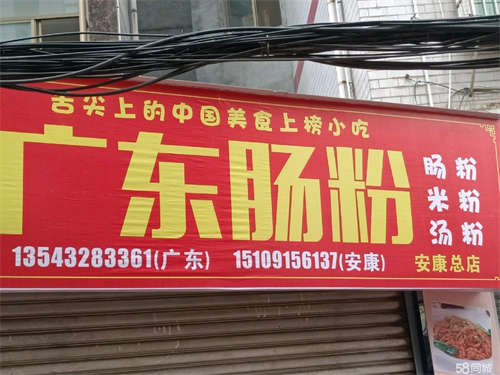 舌尖上的中国美食上榜小吃
广东肠粉
肠粉
米粉
汤粉
13543283361(广东) 15109156137(安康) 安康总店
58同城